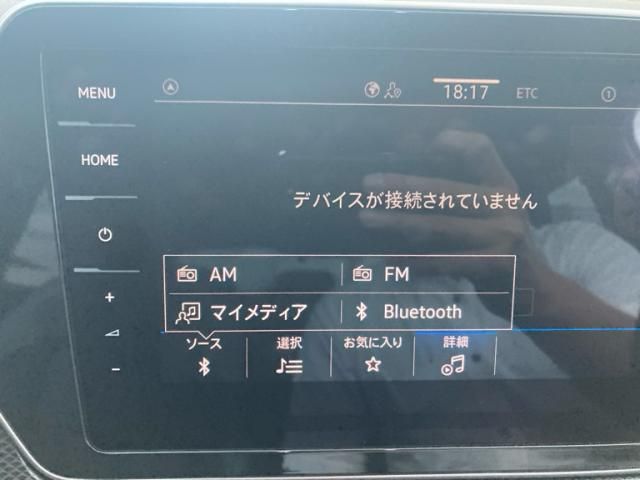 MENU
18:17 ETC 1
HOME
デバイスが接続されていません
AM FM
+
マイメディア Bluetooth
ソース 選択 お気に入り 詳細
-